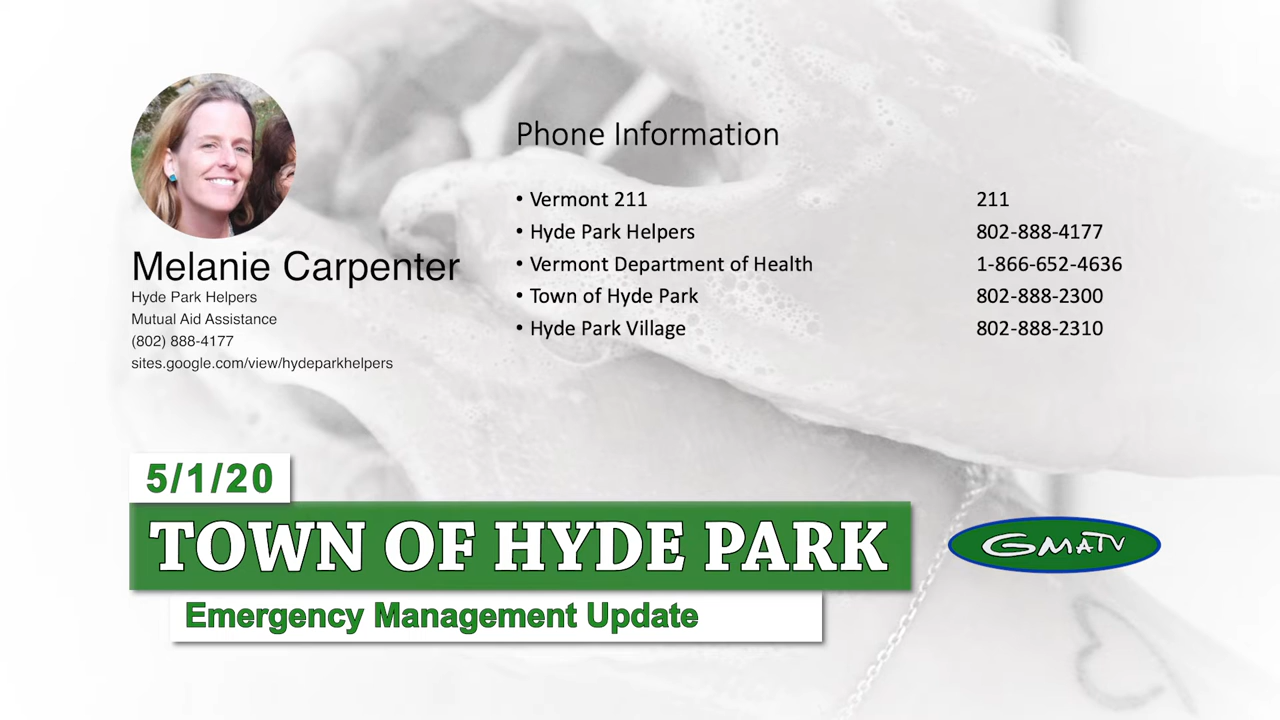 Melanie Carpenter
Hyde Park Helpers
Mutual Aid Assistance
(802) 888-4177
sites.google.com/view/hydeparkhelpers
Phone Information
• Vermont 211 211
• Hyde Park Helpers 802-888-4177
• Vermont Department of Health 1-866-652-4636
• Town of Hyde Park 802-888-2300
• Hyde Park Village 802-888-2310
5/1/20
TOWN OF HYDE PARK
GMATV
Emergency Management Update